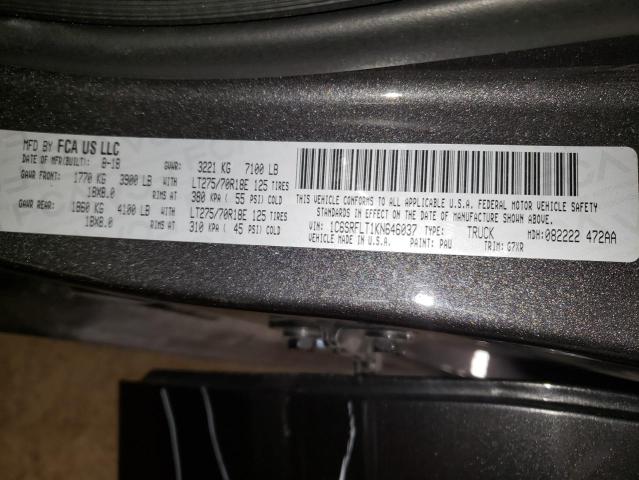 MFD BY FCA US LLC
DATE OF MFR(BUILT): 8-18 GVWR: 3221 KG 7100 LB
GAWR FRONT: 1770 KG 3900 LB WITH LT275/70R18E 125 TIRES
18X8.0 RIMS AT 380 KPA ( 55 PSI) COLD
GAWR REAR: 1860 KG 4100 LB WITH LT275/70R18E 125 TIRES
18X8.0 RIMS AT 310 KPA ( 45 PSI) COLD
THIS VEHICLE CONFORMS TO ALL APPLICABLE U.S.A. FEDERAL MOTOR VEHICLE SAFETY
STANDARDS IN EFFECT ON THE DATE OF MANUFACTURE SHOWN ABOVE.
VIN: 1C6SRFLT1KN646037 TRUCK MDH:082222 472AA
MADE IN U.S.A. PAINT: PAU TRIM: G7XR